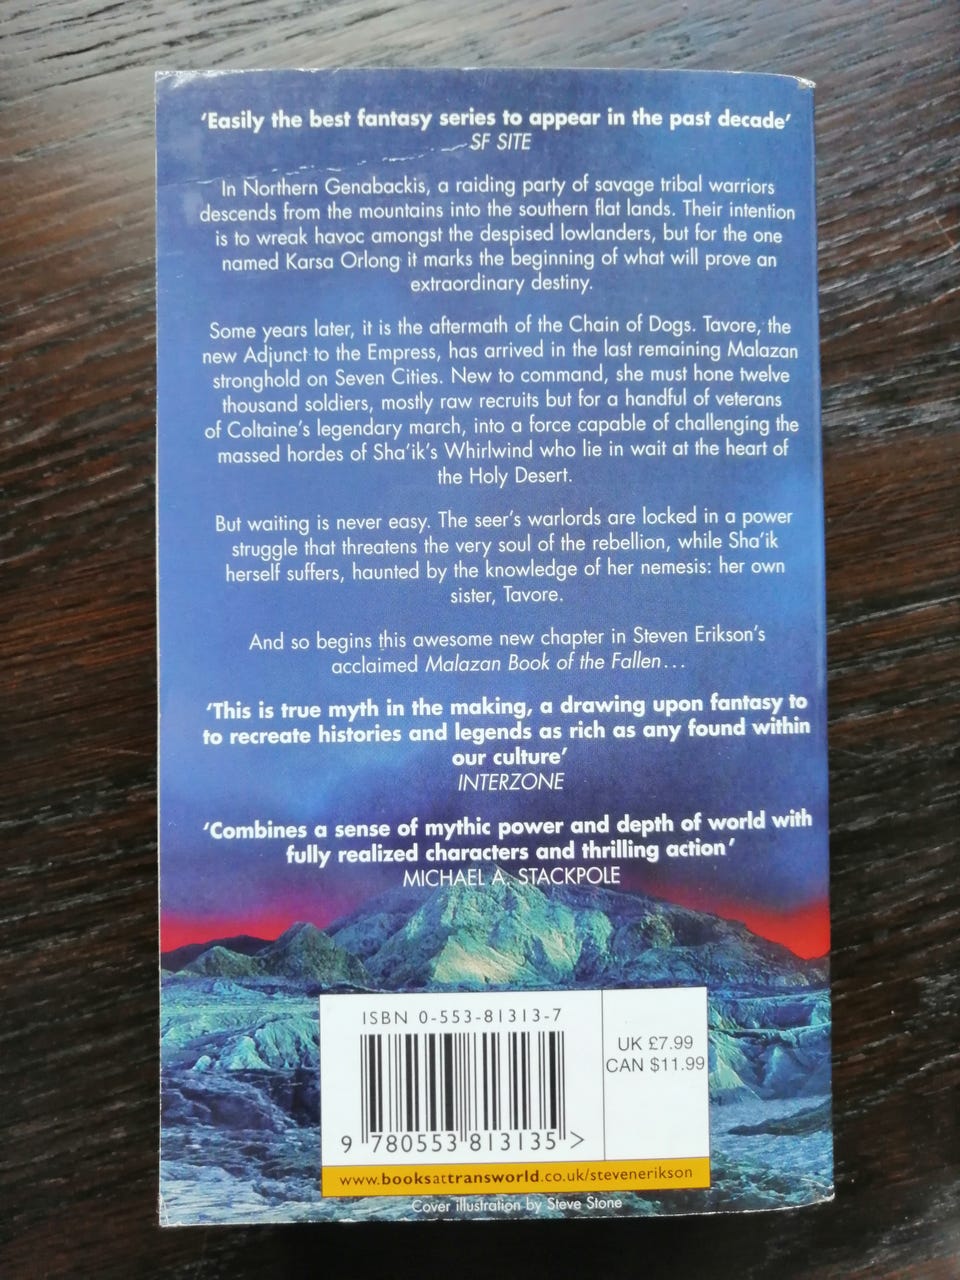 ‘Easily the best fantasy series to appear in the past decade’
SF SITE
In Northern Genabackis, a raiding party of savage tribal warriors
descends from the mountains into the southern flat lands. Their intention
is to wreak havoc amongst the despised lowlanders, but for the one
named Karsa Orlong it marks the beginning of what will prove an
extraordinary destiny.
Some years later, it is the aftermath of the Chain of Dogs. Tavore, the
new Adjunct to the Empress, has arrived in the last remaining Malazan
stronghold on Seven Cities. New to command, she must hone twelve
thousand soldiers, mostly raw recruits but for a handful of veterans
of Coltaine’s legendary march, into a force capable of challenging the
massed hordes of Sha’ik’s Whirlwind who lie in wait at the heart of
the Holy Desert.
But waiting is never easy. The seer’s warlords are locked in a power
struggle that threatens the very soul of the rebellion, while Sha’ik
herself suffers, haunted by the knowledge of her nemesis: her own
sister, Tavore.
And so begins this awesome new chapter in Steven Erikson’s
acclaimed Malazan Book of the Fallen...
‘This is true myth in the making, a drawing upon fantasy to
to recreate histories and legends as rich as any found within
our culture’
INTERZONE
‘Combines a sense of mythic power and depth of world with
fully realized characters and thrilling action’
MICHAEL A. STACKPOLE
ISBN 0-553-81313-7
UK £7.99
CAN $11.99
9 780553 813135 >
www.booksattransworld.co.uk/stevenerikson
Cover illustration by Steve Stone